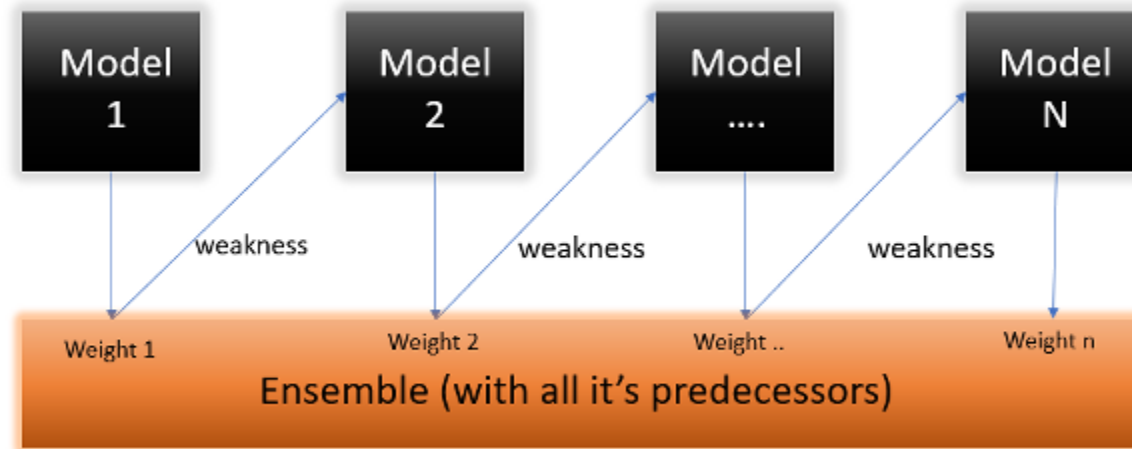 Model
1
Model
2
Model
....
Model
N
weakness
weakness
weakness
Weight 1
Weight 2
Weight ..
Weight n
Ensemble (with all it's predecessors)